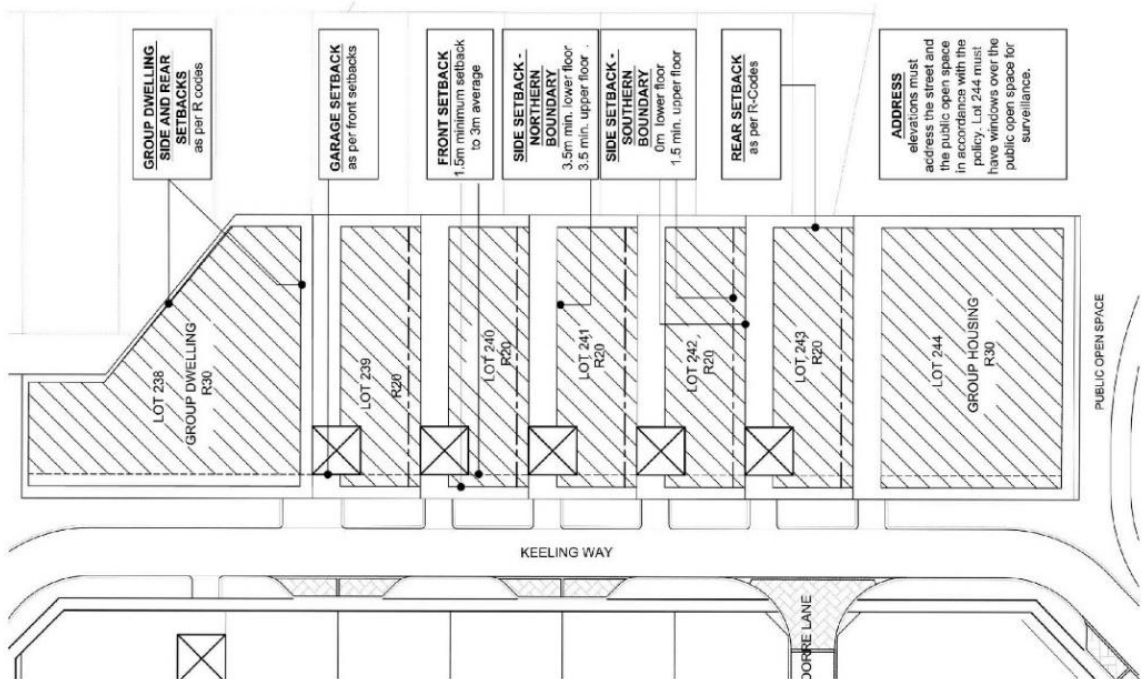 GROUP DWELLING
SIDE AND REAR
SETBACKS
as per R codes
GARAGE SETBACK
as per front setbacks
FRONT SETBACK
1.5m minimum setback
to 3m average
SIDE SETBACK -
NORTHERN
BOUNDARY
3.5m min. lower floor
3.5 min. upper floor .
SIDE SETBACK -
SOUTHERN
BOUNDARY
0m lower floor
1.5 min. upper floor
REAR SETBACK
as per R-Codes
ADDRESS
elevations must
address the street and
the public open space
in accordance with the
policy. Lot 244 must
have windows over the
public open space for
surveillance.
LOT 238
GROUP DWELLING
R30
LOT 239
R20
LOT 240
R20
LOT 241
R20
LOT 242
R20
LOT 243
R20
LOT 244
GROUP HOUSING
R30
PUBLIC OPEN SPACE
KEELING WAY
DORRE LANE